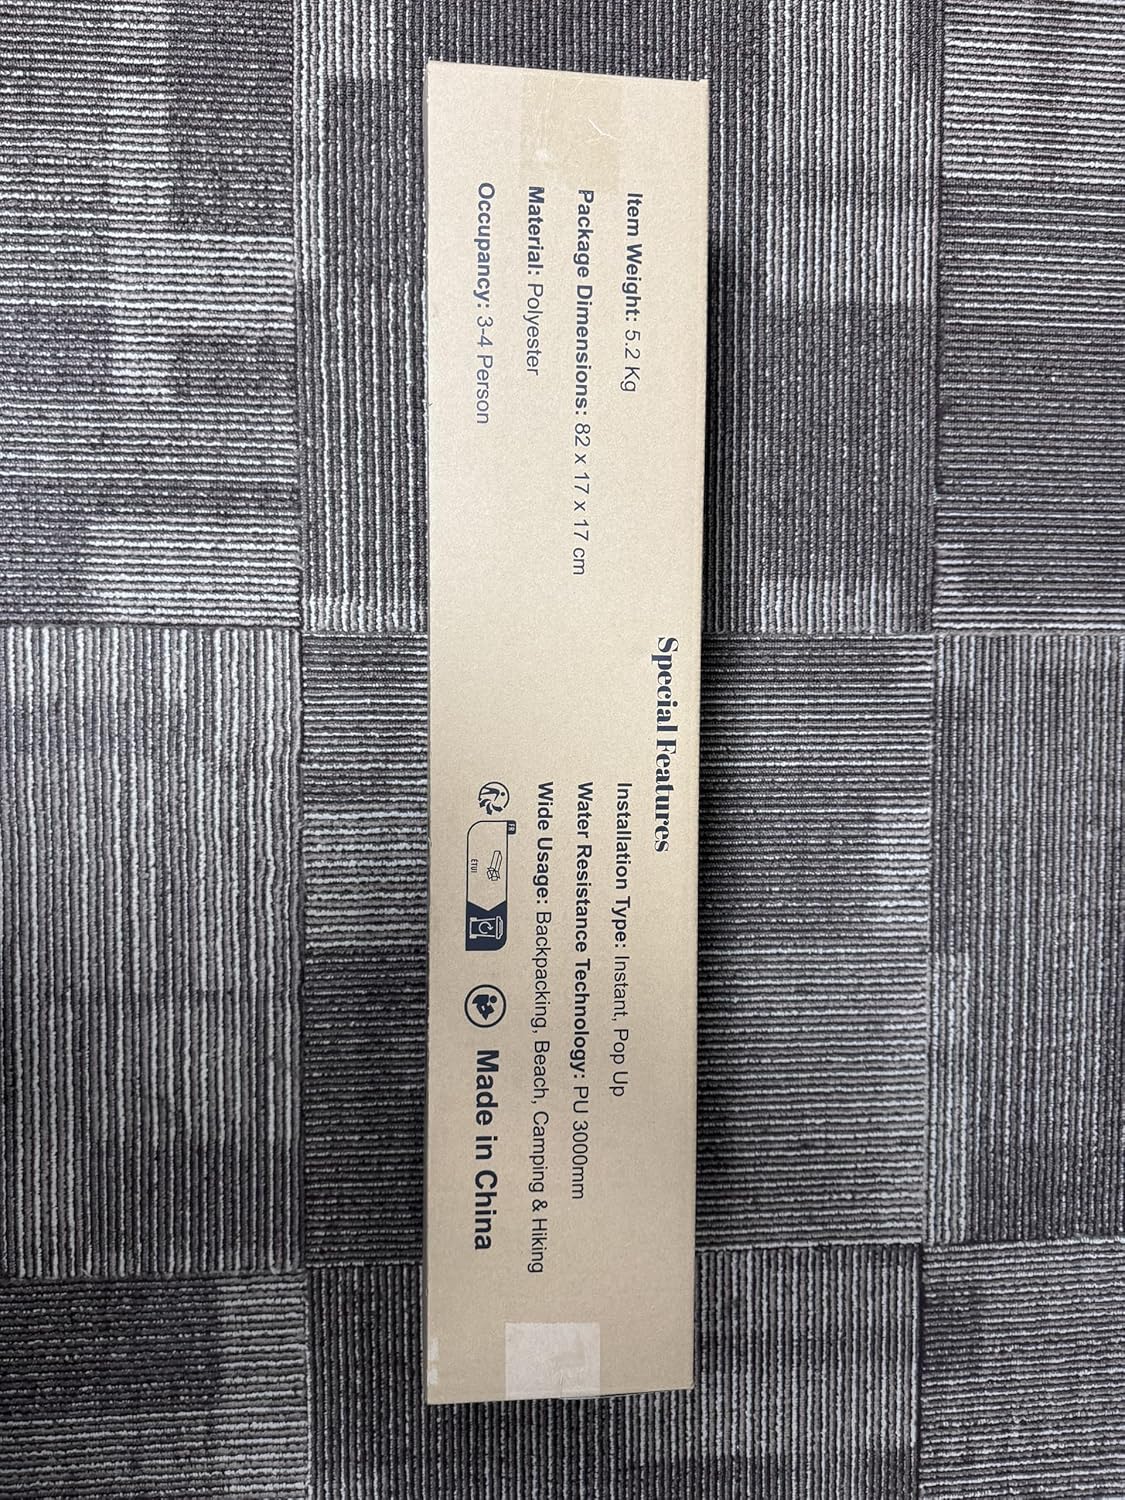 Special Features
Item Weight: 5.2 Kg
Package Dimensions: 82 x 17 x 17 cm
Material: Polyester
Occupancy: 3-4 Person
Installation Type: Instant, Pop Up
Water Resistance Technology: PU 3000mm
Wide Usage: Backpacking, Beach, Camping & Hiking
FR
ÉTUI
Made in China